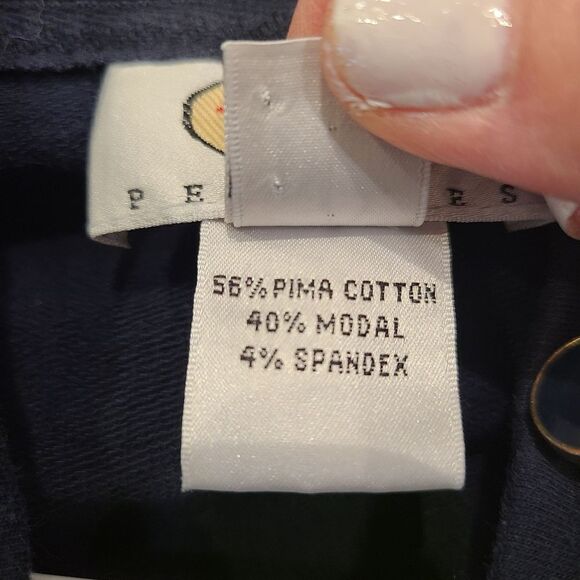 P E E S
56% PIMA COTTON
40% MODAL
4% SPANDEX